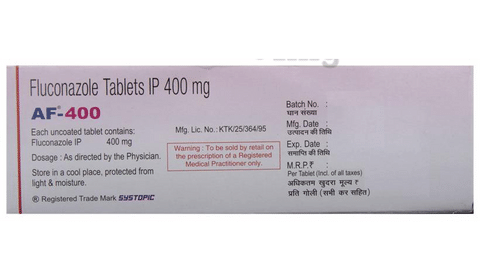 Fluconazole Tablets IP 400 mg
AF®-400
Each uncoated tablet contains:
Fluconazole IP 400 mg
Dosage : As directed by the Physician.
Store in a cool place, protected from
light & moisture.
® Registered Trade Mark SYSTOPIC
Mfg. Lic. No.: KTK/25/364/95
Warning : To be sold by retail on
the prescription of a Registered
Medical Practitioner only.
Batch No. :
घान संख्या
Mfg. Date :
उत्पादन की तिथि
Exp. Date :
समाप्ति की तिथि
M.R.P.₹ :
Per Tablet (Incl. of all taxes)
अधिकतम खुदरा मूल्य ₹
प्रति गोली (सभी कर सहित)